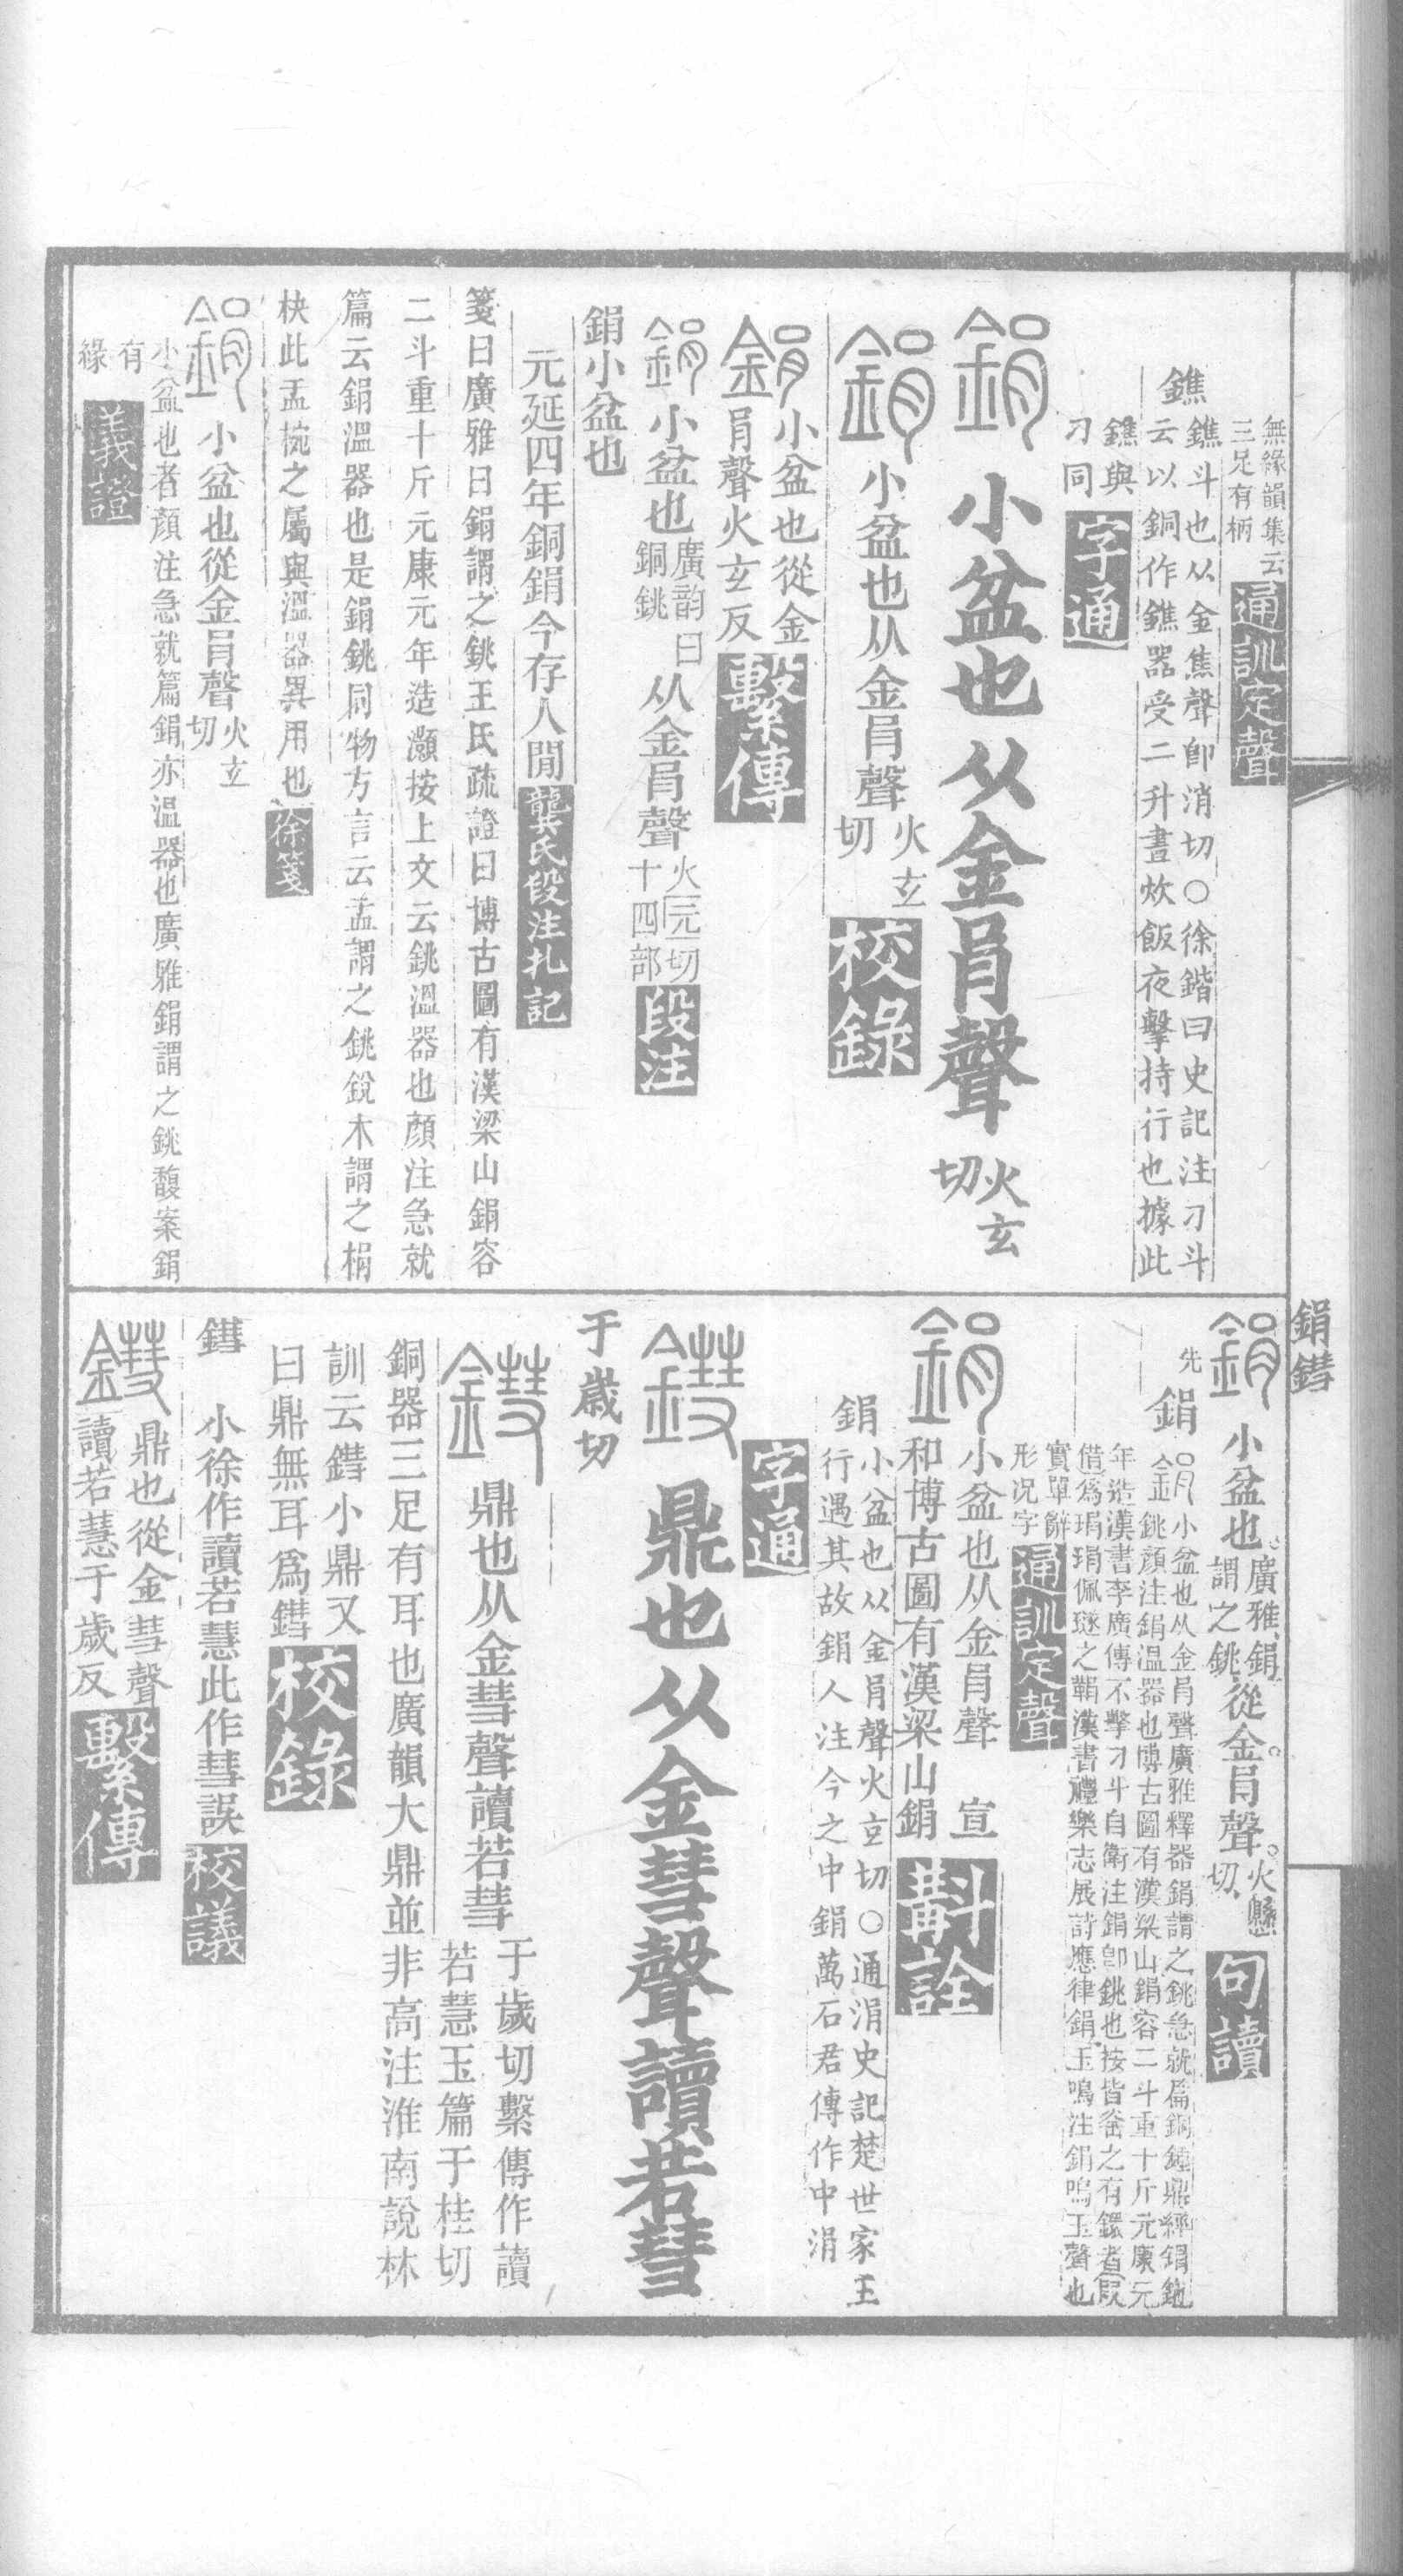 無緣韻集云
三足有柄
通訓定聲
鐎
鐎斗也从金焦聲卽消切○徐鍇曰史記注刁斗
云以銅作鐎器受二升晝炊飯夜擊持行也據此
鐎與
刁同
字通
鋗 小盆也从金肙聲 火玄
切
鋗 小盆也从金肙聲 火玄
切
校錄
鋗 小盆也從金
肙聲火玄反
繫傳
鋗 小盆也
廣韵曰
銅銚
从金肙聲
火元切
十四部
段注
鋗小盆也
元延四年銅鋗今存人閒
龔氏段注札記
箋曰廣雅曰鋗謂之銚王氏疏證曰博古圖有漢梁山鋗容
二斗重十斤元康元年造灝按上文云銚溫器也顏注急就
篇云鋗溫器也是鋗銚同物方言云盂謂之銚銳木謂之梋
柍此盂椀之屬與溫器異用也
徐箋
鋗 小盆也從金肙聲
火玄
切
小盆也者顏注急就篇鋗亦溫器也廣雅鋗謂之銚馥案鋗
有
緣
義證
鋗 小盆也
廣雅鋗
謂之銚
從金肙聲
火懸
切
句讀
先
鋗
鋗 小盆也从金肙聲廣雅釋器鋗謂之銚急就篇銅鍾鼎鋞鋗鉇
銚顏注鋗溫器也博古圖有漢梁山鋗容二斗重十斤元康元
年造漢書李廣傳不擊刁斗自衛注鋗卽銚也按皆釜之有鐶者叚
借爲琄琄佩璲之鞙漢書禮樂志展詩應律鋗玉鳴注鋗鳴玉聲也
實單辭
形況字
通訓定聲
鋗 小盆也从金肙聲 宣
和博古圖有漢梁山鋗
斠詮
鋗
小盆也从金肙聲火玄切○通涓史記楚世家王
行遇其故鋗人注今之中鋗萬石君傳作中涓
字通
鏏 鼎也从金彗聲讀若彗
于歲切
鏏 鼎也从金彗聲讀若彗
于歲切繫傳作讀
若慧玉篇于桂切
銅器三足有耳也廣韻大鼎並非高注淮南說林
訓云鏏小鼎又
曰鼎無耳爲鏏
校錄
鏏 小徐作讀若慧此作彗誤
校議
鏏 鼎也從金彗聲
讀若慧于歲反
繫傳
鋗鏏